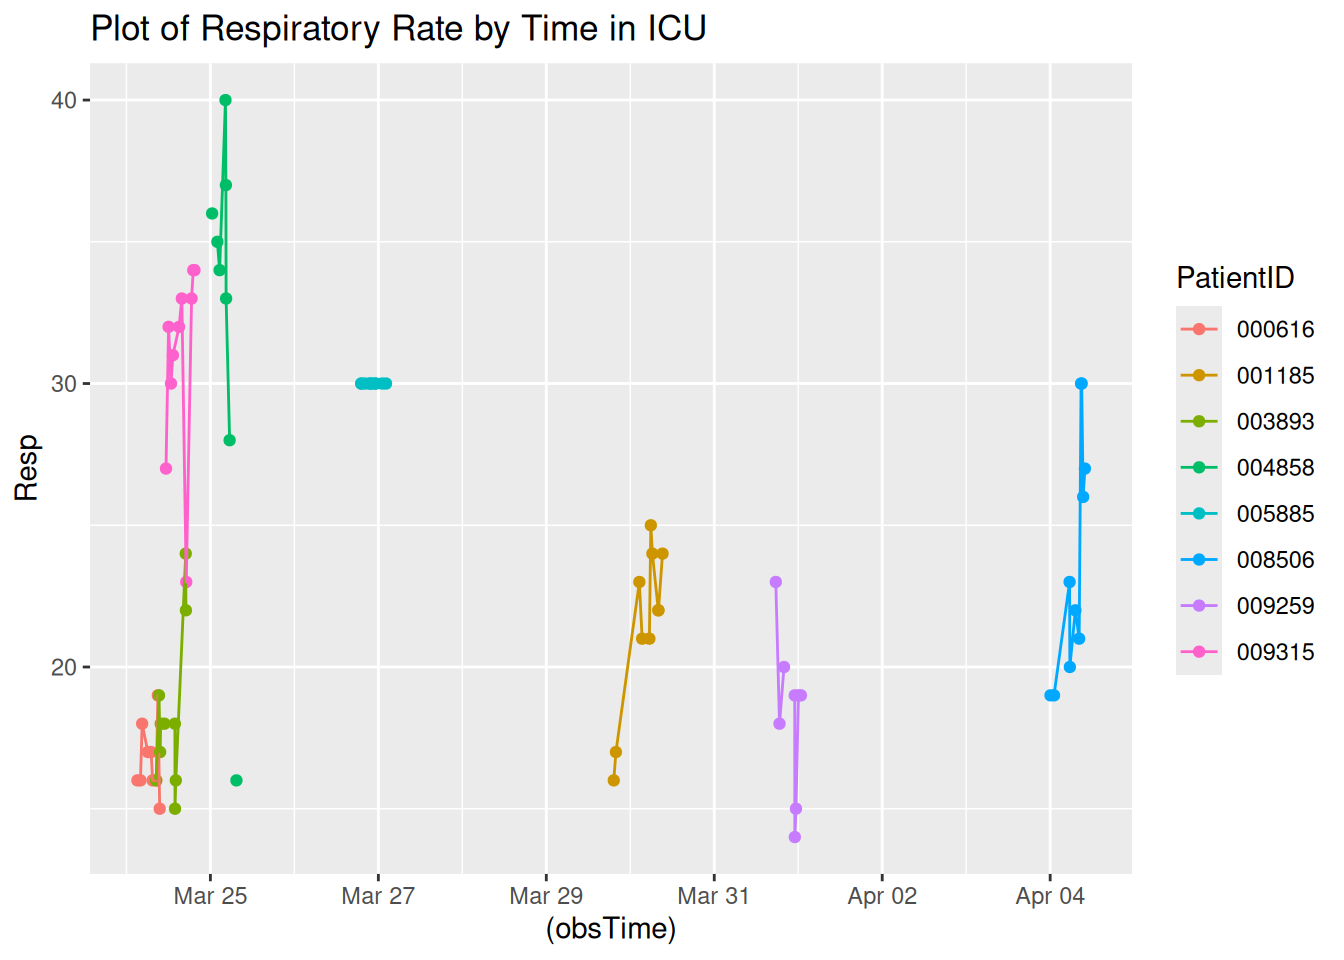 Plot of Respiratory Rate by Time in ICU
40
30
20
Resp
Mar 25
Mar 27
Mar 29
Mar 31
Apr 02
Apr 04
(obsTime)
PatientID
000616
001185
003893
004858
005885
008506
009259
009315